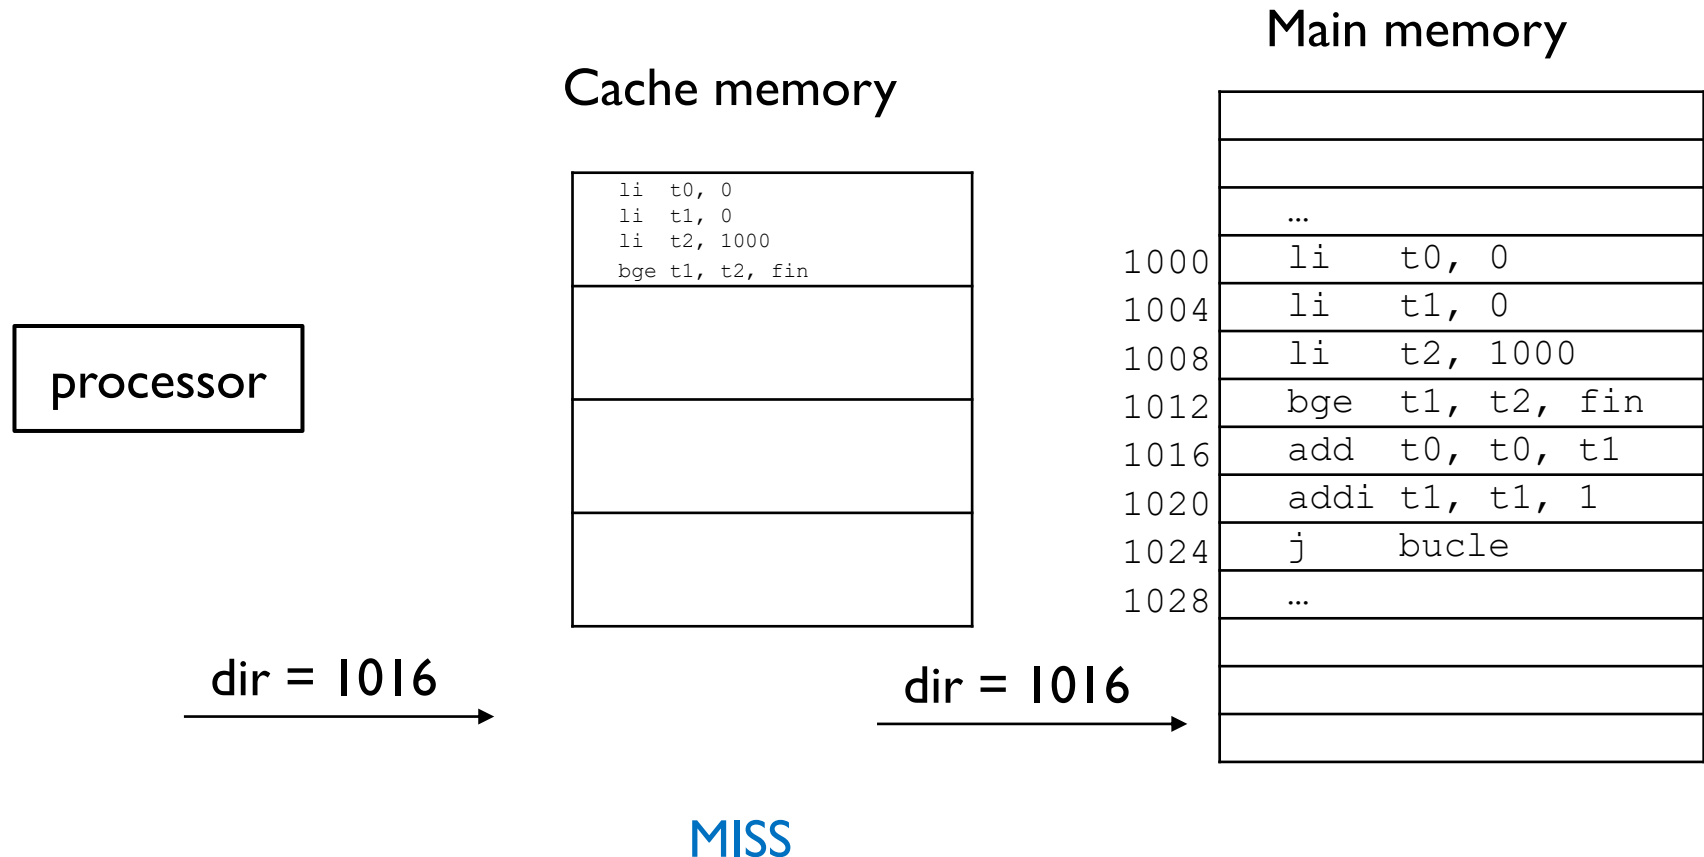 Main memory
Cache memory
li t0, 0
li t1, 0
li t2, 1000
bge t1, t2, fin
processor
…
1000 li t0, 0
1004 li t1, 0
1008 li t2, 1000
1012 bge t1, t2, fin
1016 add t0, t0, t1
1020 addi t1, t1, 1
1024 j bucle
1028 …
dir = 1016
dir = 1016
MISS